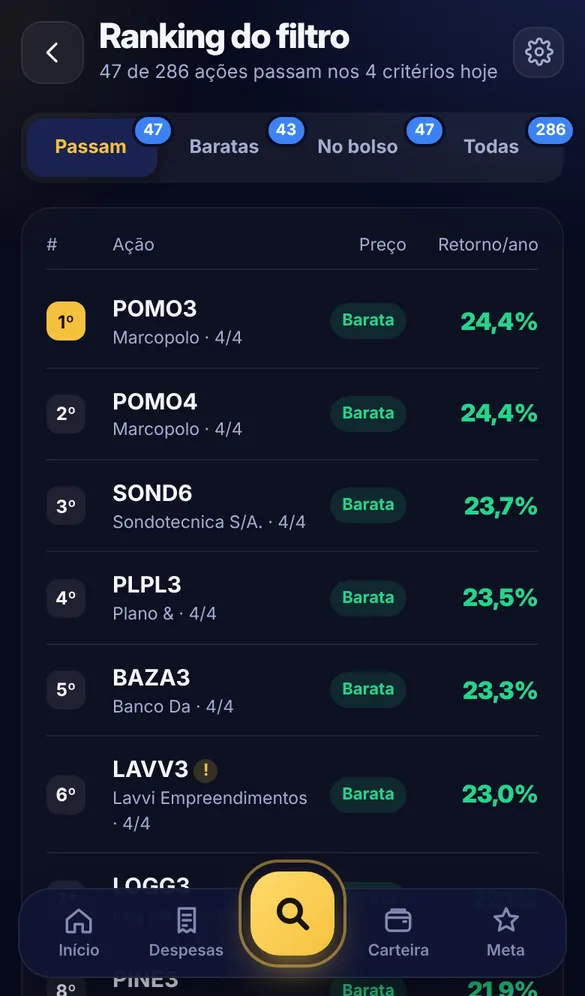 Ranking do filtro
47 de 286 ações passam nos 4 critérios hoje
Passam 47 Baratas 43 No bolso 47 Todas 286
# Ação Preço Retorno/ano
1º POMO3 Barata 24,4%
Marcopolo · 4/4
2º POMO4 Barata 24,4%
Marcopolo · 4/4
3º SOND6 Barata 23,7%
Sondotecnica S/A. · 4/4
4º PLPL3 Barata 23,5%
Plano & · 4/4
5º BAZA3 Barata 23,3%
Banco Da · 4/4
6º LAVV3 ! Barata 23,0%
Lavvi Empreendimentos
· 4/4
LOGG3
Início Despesas Carteira Meta
8º PINE3 Barata 21,9%